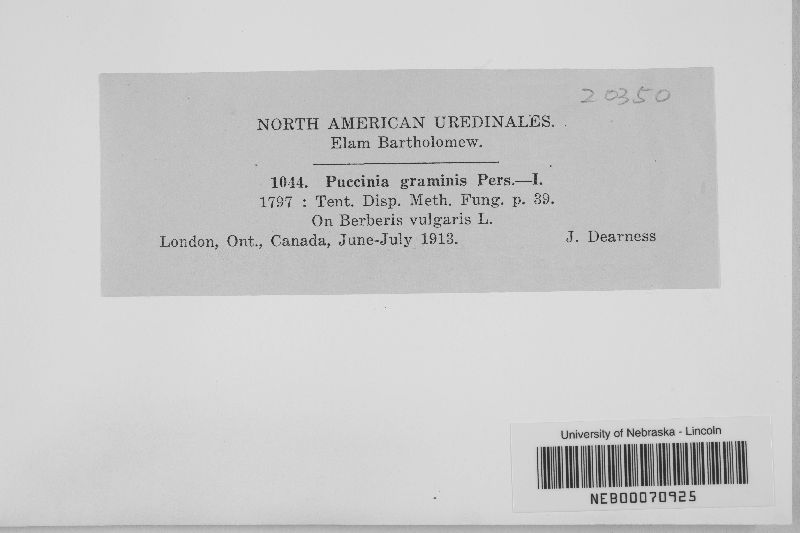 20350
NORTH AMERICAN UREDINALES.
Elam Bartholomew.
1044. Puccinia graminis Pers.—I.
1797 : Tent. Disp. Meth. Fung. p. 39.
On Berberis vulgaris L.
London, Ont., Canada, June-July 1913. J. Dearness
University of Nebraska - Lincoln
NEB00070925